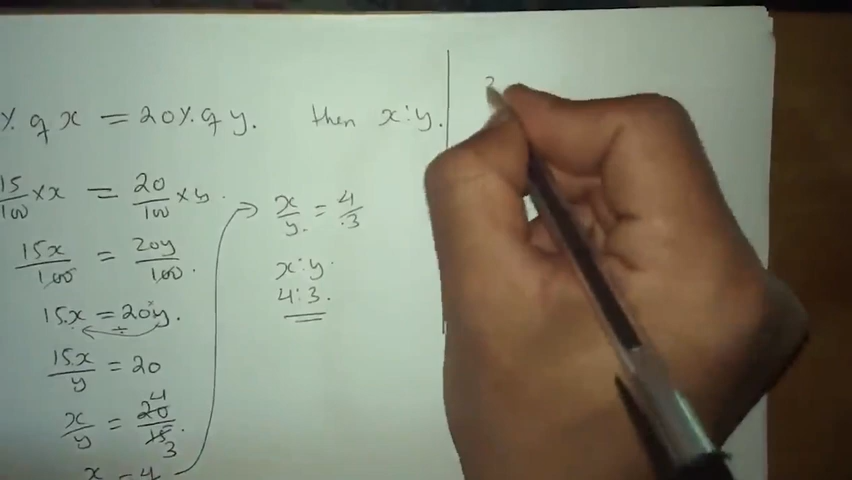 % of x = 20% of y. then x:y.
15/100 × x = 20/100 × y.
15x/100 = 20y/100.
15x = 20y.
÷
15x/y = 20
x/y = 20/15.
4
3
x 4
x/y. = 4/3
x:y
4:3.